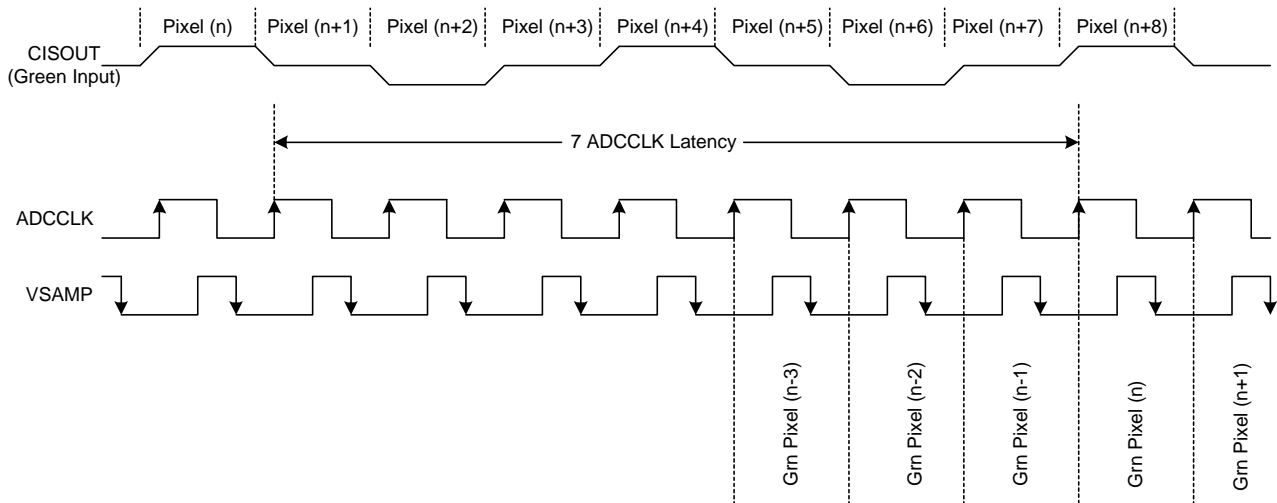 Pixel (n) Pixel (n+1) Pixel (n+2) Pixel (n+3) Pixel (n+4) Pixel (n+5) Pixel (n+6) Pixel (n+7) Pixel (n+8)
CISOUT
(Green Input)
7 ADCCLK Latency
ADCCLK
VSAMP
Grn Pixel (n-3)
Grn Pixel (n-2)
Grn Pixel (n-1)
Grn Pixel (n)
Grn Pixel (n+1)